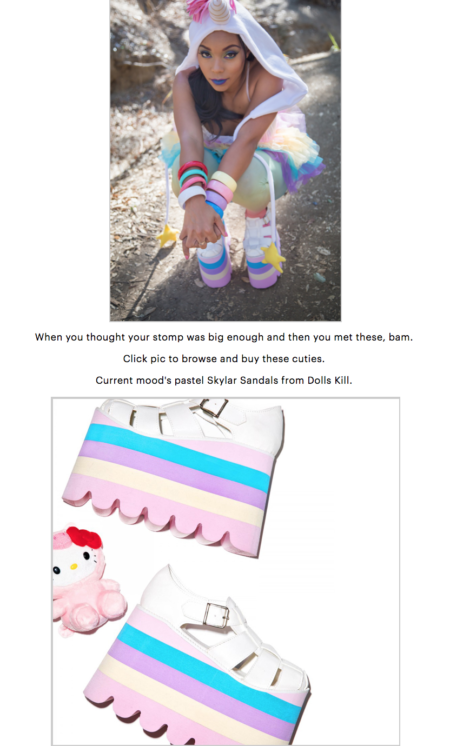 When you thought your stomp was big enough and then you met these, bam.
Click pic to browse and buy these cuties.
Current mood's pastel Skylar Sandals from Dolls Kill.